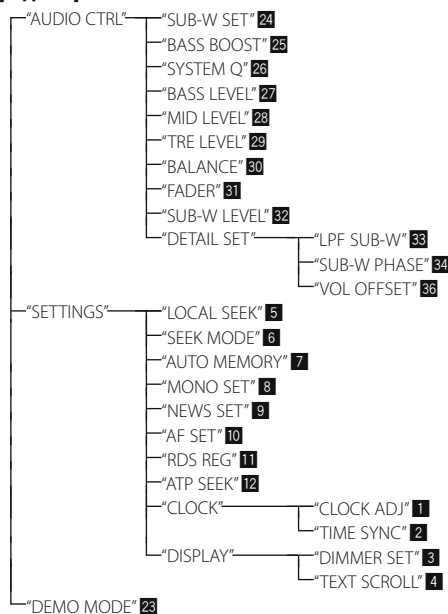 “AUDIO CTRL” “SUB-W SET” 24
“BASS BOOST” 25
“SYSTEM Q” 26
“BASS LEVEL” 27
“MID LEVEL” 28
“TRE LEVEL” 29
“BALANCE” 30
“FADER” 31
“SUB-W LEVEL” 32
“DETAIL SET” “LPF SUB-W” 33
“SUB-W PHASE” 34
“VOL OFFSET” 36
“SETTINGS” “LOCAL SEEK” 5
“SEEK MODE” 6
“AUTO MEMORY” 7
“MONO SET” 8
“NEWS SET” 9
“AF SET” 10
“RDS REG” 11
“ATP SEEK” 12
“CLOCK” “CLOCK ADJ” 1
“TIME SYNC” 2
“DISPLAY” “DIMMER SET” 3
“TEXT SCROLL” 4
“DEMO MODE” 23